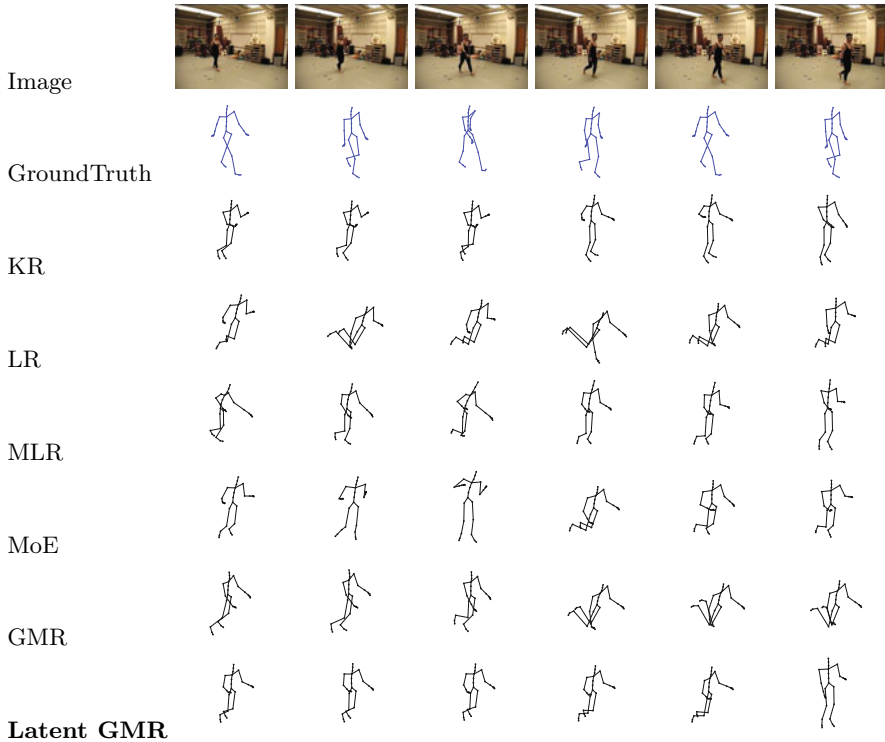 Image
GroundTruth
KR
LR
MLR
MoE
GMR
Latent GMR